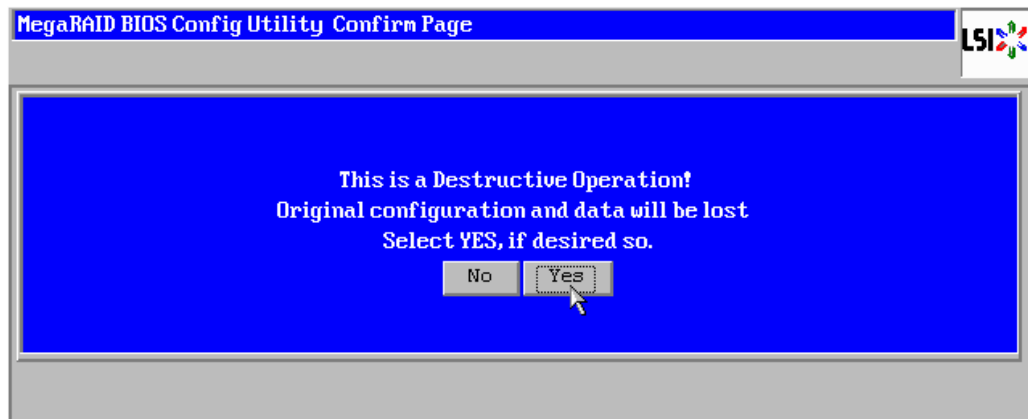 MegaRAID BIOS Config Utility Confirm Page
LSI
This is a Destructive Operation!
Original configuration and data will be lost
Select YES, if desired so.
No Yes